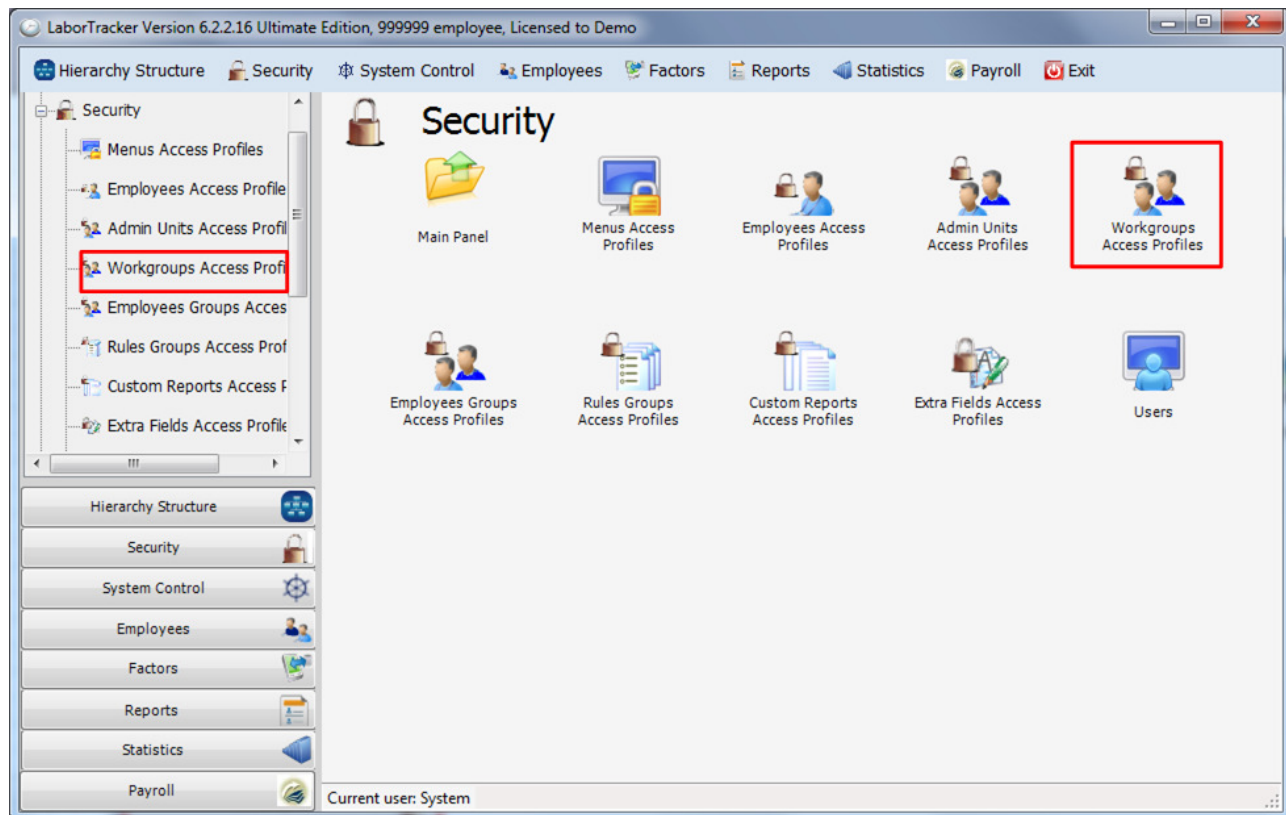 LaborTracker Version 6.2.2.16 Ultimate Edition, 999999 employee, Licensed to Demo
Hierarchy Structure Security System Control Employees Factors Reports Statistics Payroll Exit
Security
Menus Access Profiles
Employees Access Profile
Admin Units Access Profil
Workgroups Access Profi
Employees Groups Acces
Rules Groups Access Prof
Custom Reports Access P
Extra Fields Access Profile
Hierarchy Structure
Security
System Control
Employees
Factors
Reports
Statistics
Payroll
Security
Main Panel
Menus Access
Profiles
Employees Access
Profiles
Admin Units
Access Profiles
Workgroups
Access Profiles
Employees Groups
Access Profiles
Rules Groups
Access Profiles
Custom Reports
Access Profiles
Extra Fields Access
Profiles
Users
Current user: System